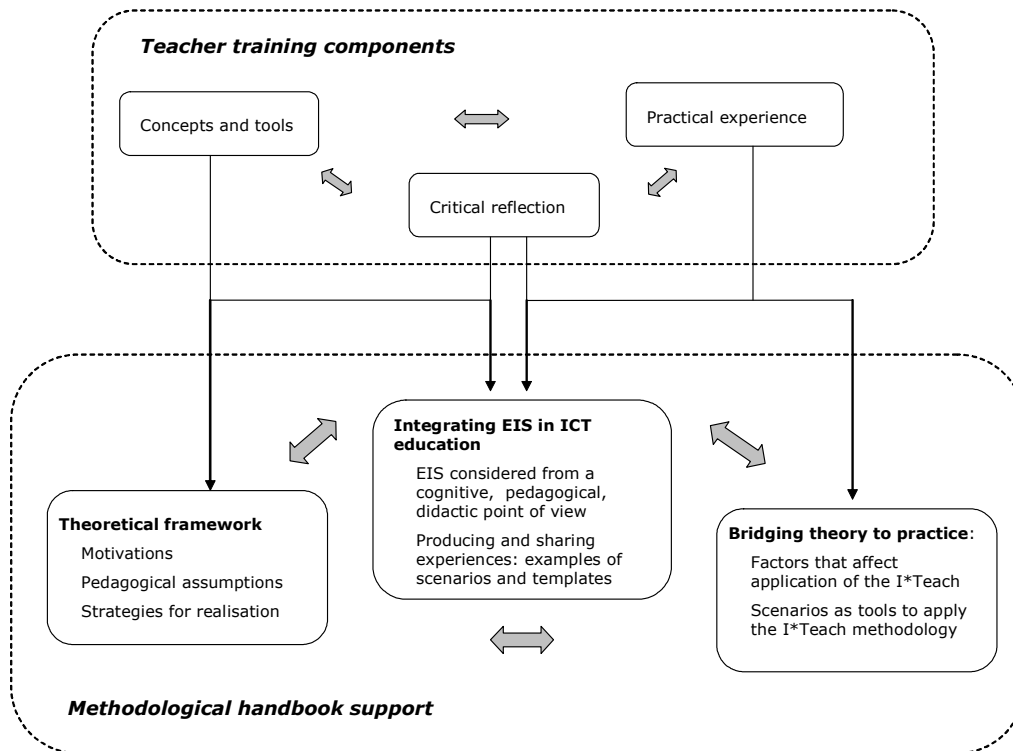 Teacher training components
Concepts and tools
Practical experience
Critical reflection
Integrating EIS in ICT
education
EIS considered from a
cognitive, pedagogical,
didactic point of view
Producing and sharing
experiences: examples of
scenarios and templates
Theoretical framework
Motivations
Pedagogical assumptions
Strategies for realisation
Bridging theory to practice:
Factors that affect
application of the I*Teach
Scenarios as tools to apply
the I*Teach methodology
Methodological handbook support